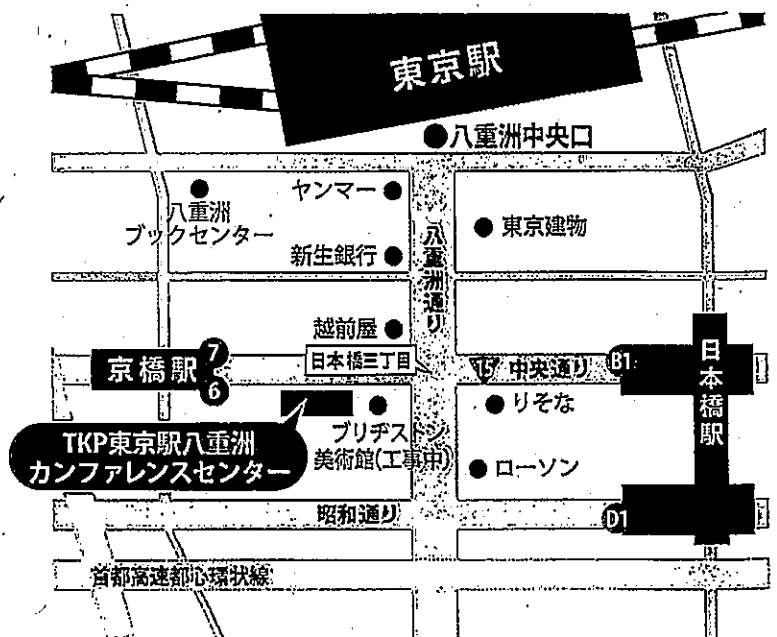 東京駅
八重洲中央口
ヤンマー
八重洲
ブックセンター
東京建物
新生銀行
八重洲通り
越前屋
日本橋三丁目
京橋駅
7
6
15
中央通り
B1
日本橋駅
りそな
ブリヂストン
美術館(工事中)
TKP東京駅八重洲
カンファレンスセンター
ローソン
昭和通り
D1
首都高速都心環状線